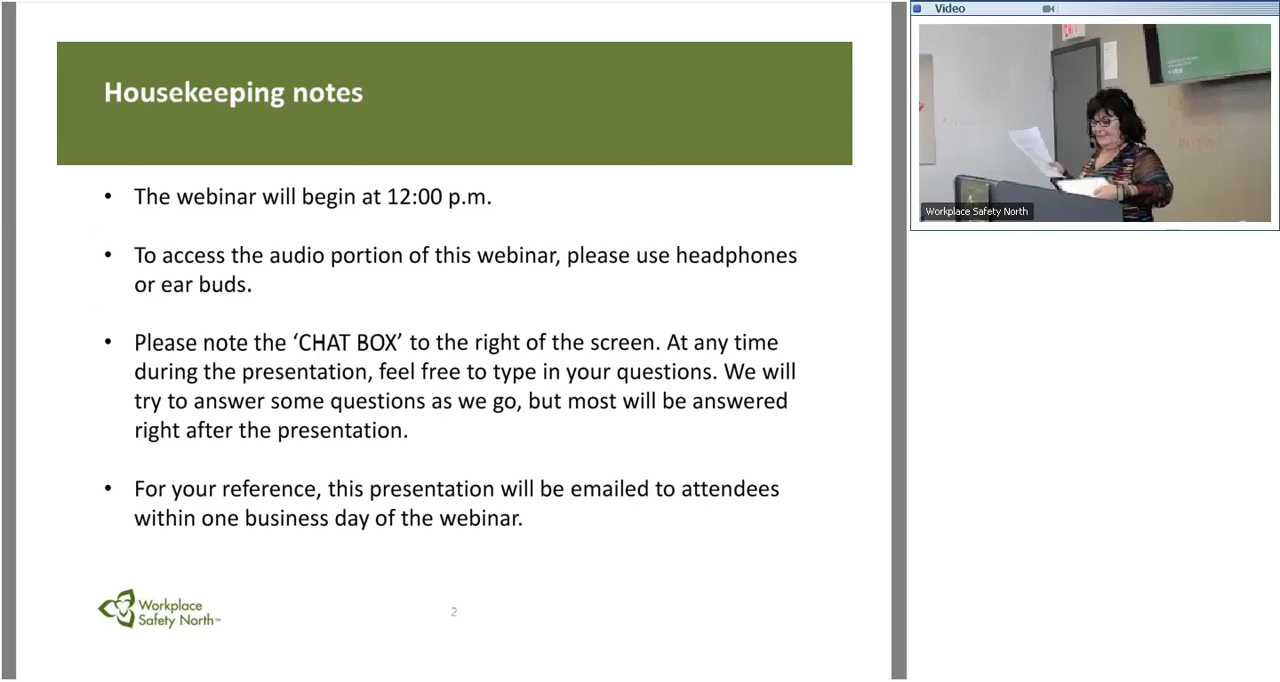 Housekeeping notes
• The webinar will begin at 12:00 p.m.
• To access the audio portion of this webinar, please use headphones
or ear buds.
• Please note the ‘CHAT BOX’ to the right of the screen. At any time
during the presentation, feel free to type in your questions. We will
try to answer some questions as we go, but most will be answered
right after the presentation.
• For your reference, this presentation will be emailed to attendees
within one business day of the webinar.
Workplace
Safety North™
2
Video
EXIT
Workplace Safety North